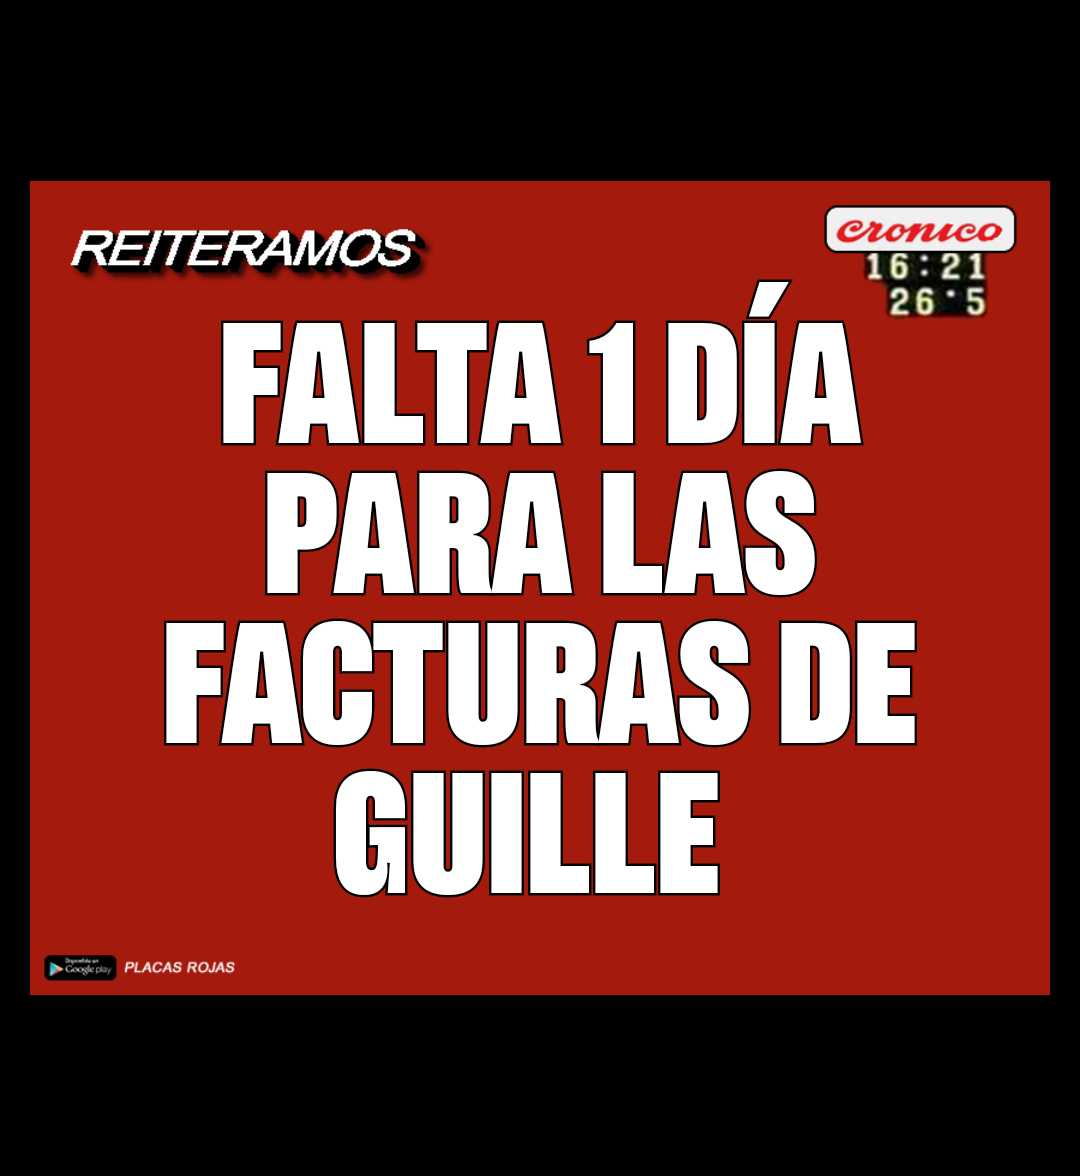 REITERAMOS
cronico
16:21
26°5
FALTA 1 DÍA
PARA LAS
FACTURAS DE
GUILLE
Disponible en
Google play
PLACAS ROJAS